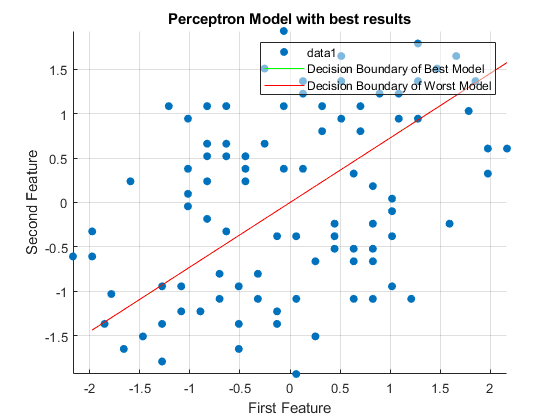 Perceptron Model with best results
data1
Decision Boundary of Best Model
Decision Boundary of Worst Model
1.5
1
0.5
0
-0.5
-1
-1.5
Second Feature
-2
-1.5
-1
-0.5
0
0.5
1
1.5
2
First Feature